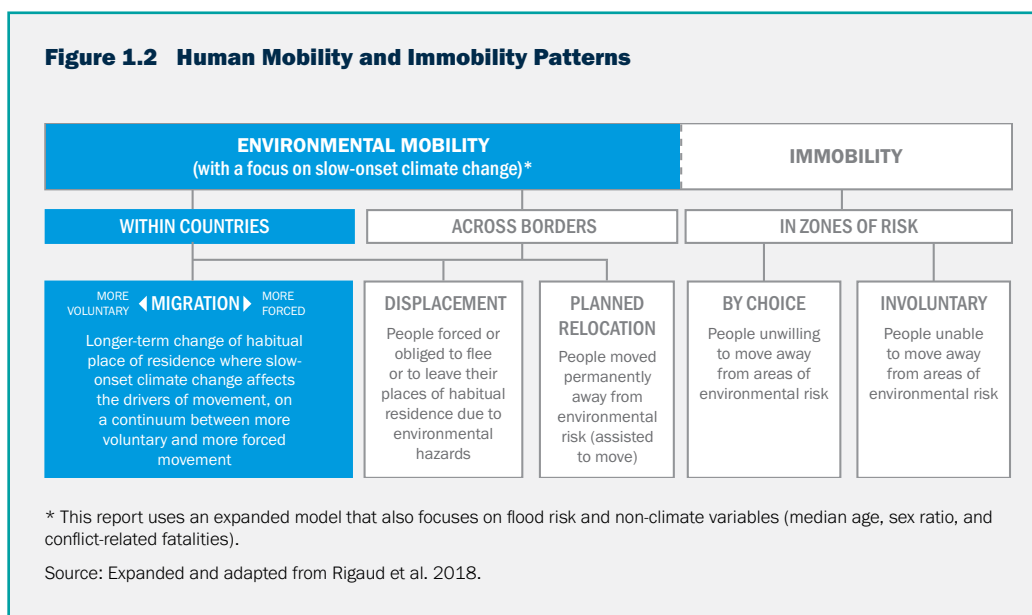 Figure 1.2 Human Mobility and Immobility Patterns
ENVIRONMENTAL MOBILITY
(with a focus on slow-onset climate change)*
IMMOBILITY
WITHIN COUNTRIES
ACROSS BORDERS
IN ZONES OF RISK
MORE VOLUNTARY ◀MIGRATION▶ MORE FORCED
Longer-term change of habitual
place of residence where slow-
onset climate change affects
the drivers of movement, on
a continuum between more
voluntary and more forced
movement
DISPLACEMENT
People forced or
obliged to flee
or to leave their
places of habitual
residence due to
environmental
hazards
PLANNED
RELOCATION
People moved
permanently
away from
environmental
risk (assisted
to move)
BY CHOICE
People unwilling
to move away
from areas of
environmental risk
INVOLUNTARY
People unable
to move away
from areas of
environmental risk
* This report uses an expanded model that also focuses on flood risk and non-climate variables (median age, sex ratio, and
conflict-related fatalities).
Source: Expanded and adapted from Rigaud et al. 2018.